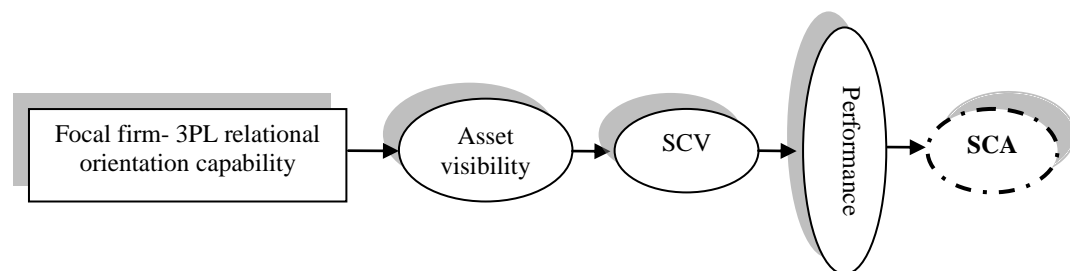 Focal firm- 3PL relational
orientation capability
Asset
visibility
SCV
Performance
SCA